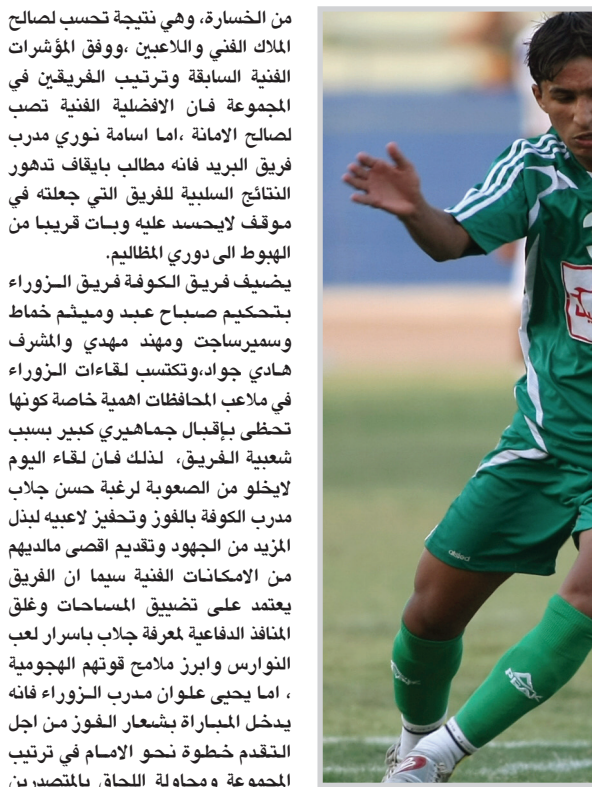 من الخسارة، وهي نتيجة تحسب لصالح
الملاك الفني واللاعبين ،ووفق المؤشرات
الفنية السابقة وترتيب الفريقين في
المجموعة فان الافضلية الفنية تصب
لصالح الامانة ،اما اسامة نوري مدرب
فريق البريد فانه مطالب بايقاف تدهور
النتائج السلبية للفريق التي جعلته في
موقف لايحسد عليه وبات قريبا من
الهبوط الى دوري المظاليم.
يضيف فريق الكوفة فريق الزوراء
بتحكيم صباح عبد وميثم خماط
وسميرساجت ومهند مهدي والمشرف
هادي جواد،وتكتسب لقاءات الزوراء
في ملاعب المحافظات اهمية خاصة كونها
تحظى بإقبال جماهيري كبير بسبب
شعبية الفريق، لذلك فان لقاء اليوم
لايخلو من الصعوبة لرغبة حسن جلاب
مدرب الكوفة بالفوز وتحفيز لاعبيه لبذل
المزيد من الجهود وتقديم اقصى مالديهم
من الامكانات الفنية سيما ان الفريق
يعتمد على تضييق المساحات وغلق
المنافذ الدفاعية لمعرفة جلاب باسرار لعب
النوارس وابرز ملامح قوتهم الهجومية
، اما يحيى علوان مدرب الزوراء فانه
يدخل المباراة بشعار الفوز من اجل
التقدم خطوة نحو الامام في ترتيب
المجموعة ومحاولة اللحاق بالمتصدرين
PEAK
PEAK